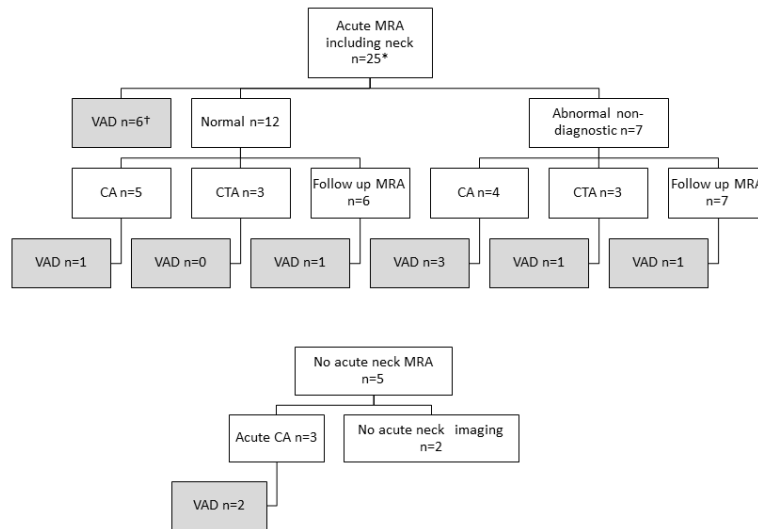 Acute MRA
including neck
n=25*
VAD n=6†
Normal n=12
Abnormal non-
diagnostic n=7
CA n=5
CTA n=3
Follow up MRA
n=6
CA n=4
CTA n=3
Follow up MRA
n=7
VAD n=1
VAD n=0
VAD n=1
VAD n=3
VAD n=1
VAD n=1
No acute neck MRA
n=5
Acute CA n=3
No acute neck imaging
n=2
VAD n=2